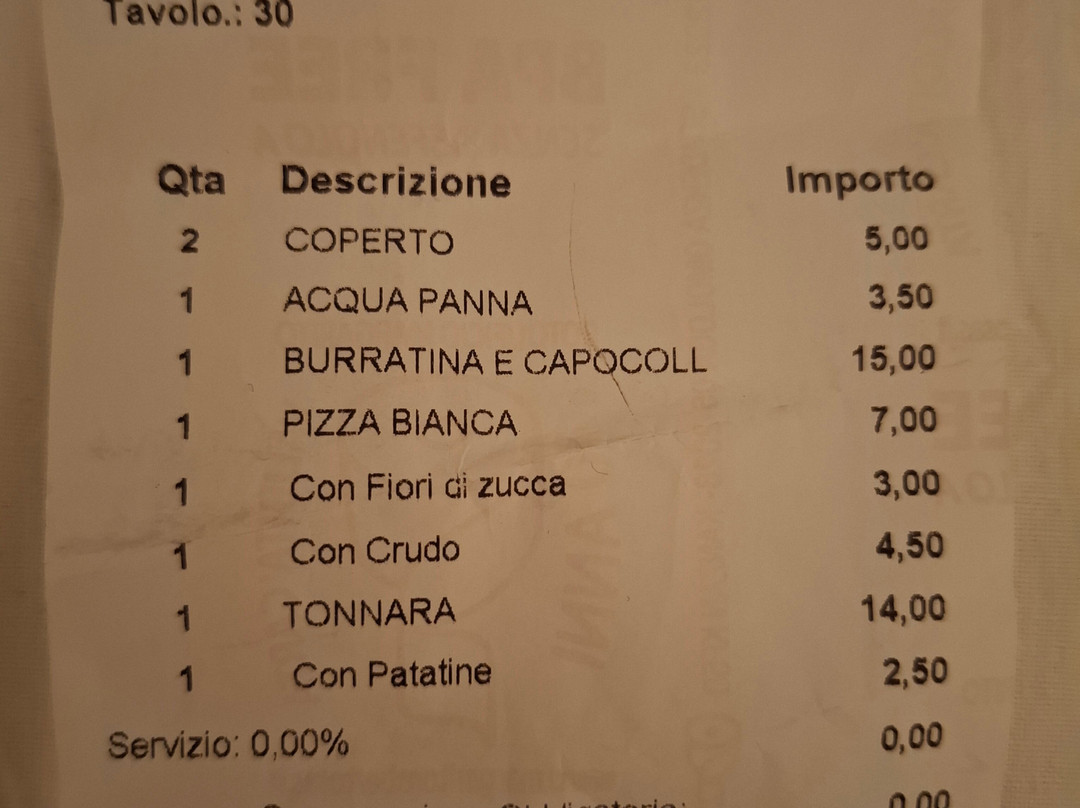 Tavolo.: 30
Qta Descrizione Importo
2 COPERTO 5,00
1 ACQUA PANNA 3,50
1 BURRATINA E CAPOCOLL 15,00
1 PIZZA BIANCA 7,00
1 Con Fiori di zucca 3,00
1 Con Crudo 4,50
1 TONNARA 14,00
1 Con Patatine 2,50
Servizio: 0,00% 0,00
0,00